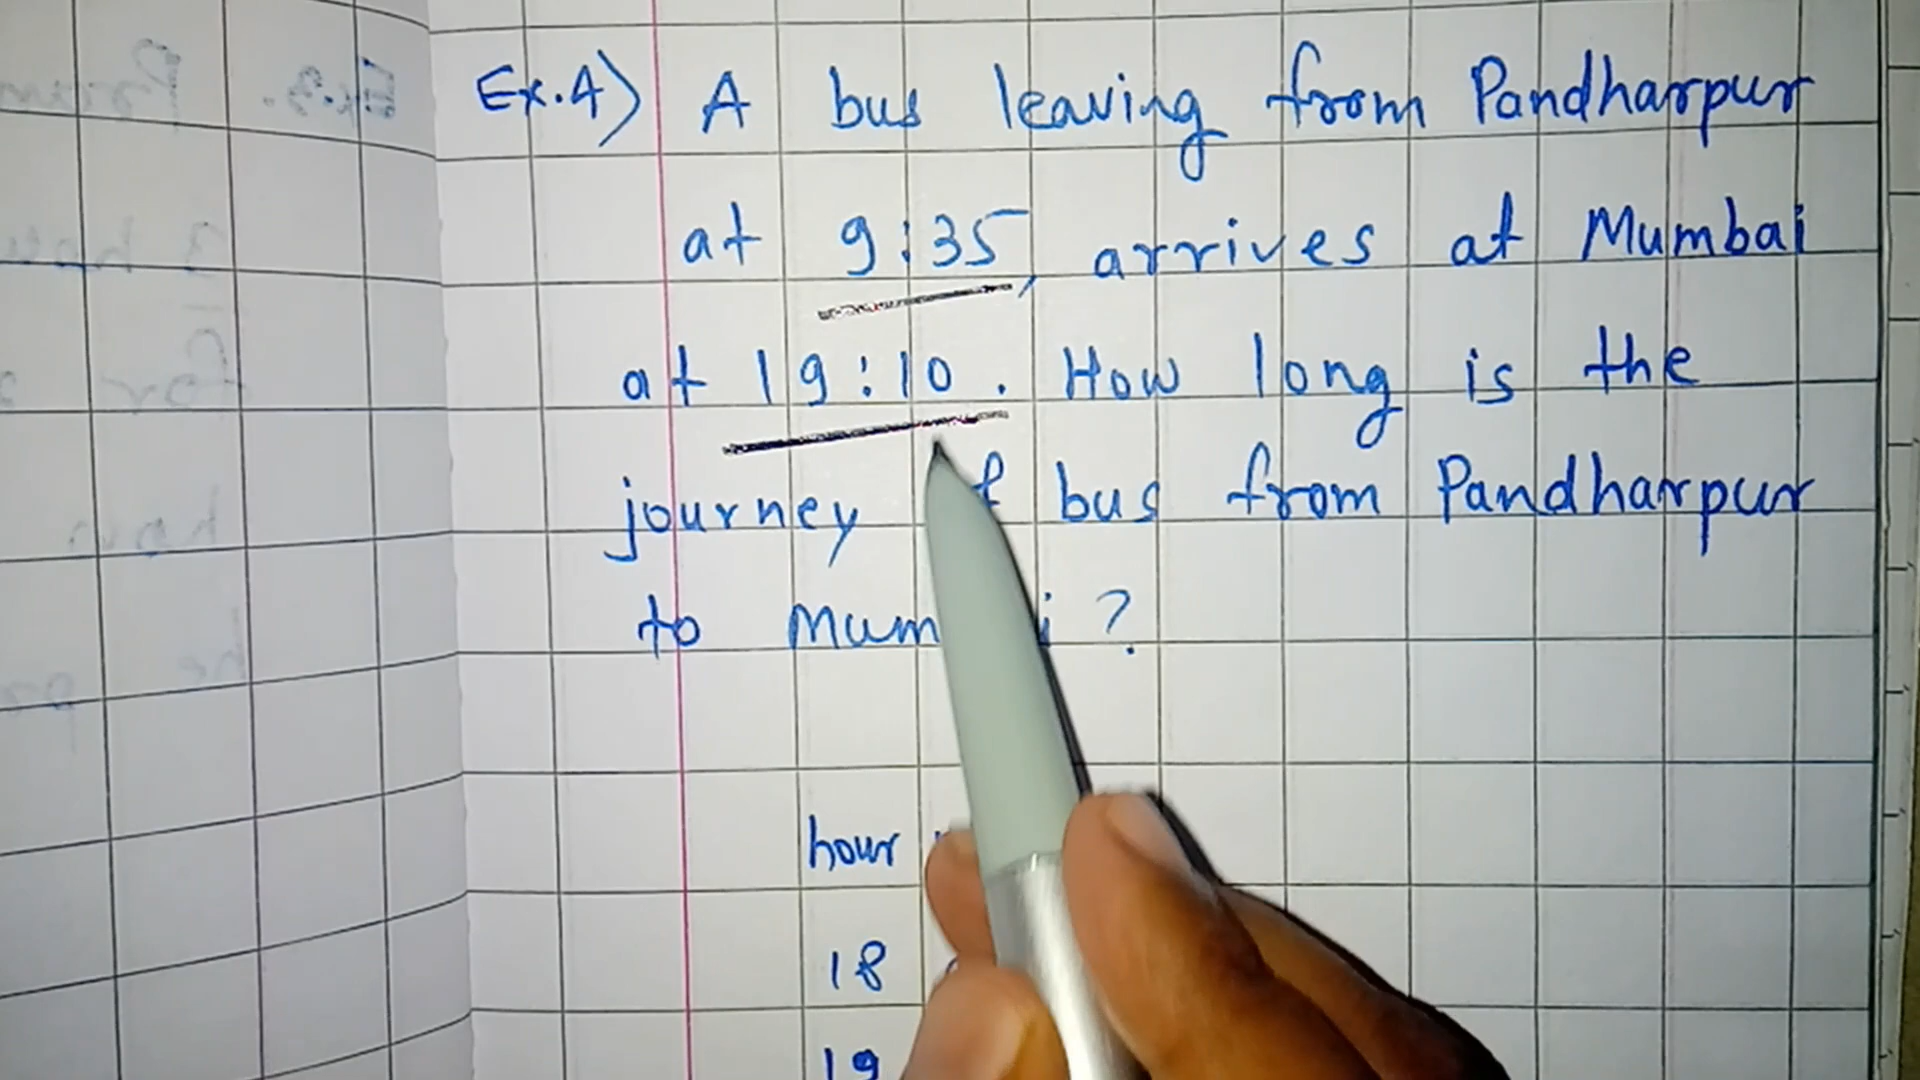 Ex.4) A bus leaving from Pandharpur
at 9:35, arrives at Mumbai
at 19:10. How long is the
journey bus from Pandharpur
to ?
hour
18
19